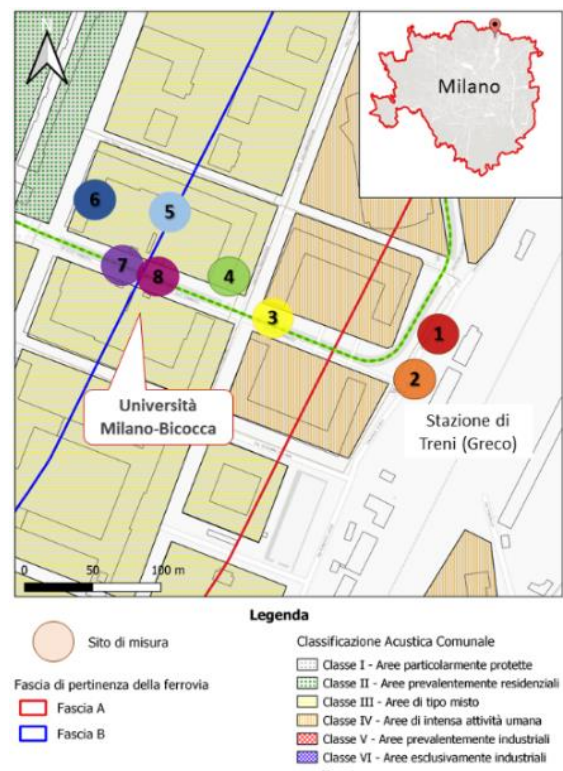 N
Milano
6
5
7
8
4
3
1
2
Università
Milano-Bicocca
Stazione di
Treni (Greco)
0 50 100 m
Legenda
Sito di misura
Fascia di pertinenza della ferrovia
Fascia A
Fascia B
Classificazione Acustica Comunale
Classe I - Aree particolarmente protette
Classe II - Aree prevalentemente residenziali
Classe III - Aree di tipo misto
Classe IV - Aree di intensa attività umana
Classe V - Aree prevalentemente industriali
Classe VI - Aree esclusivamente industriali